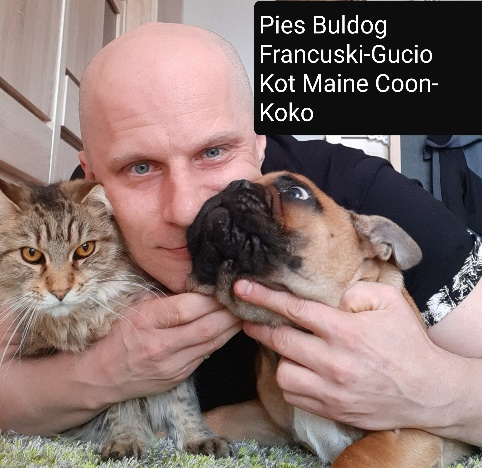 Pies Buldog
Francuski-Gucio
Kot Maine Coon-
Koko